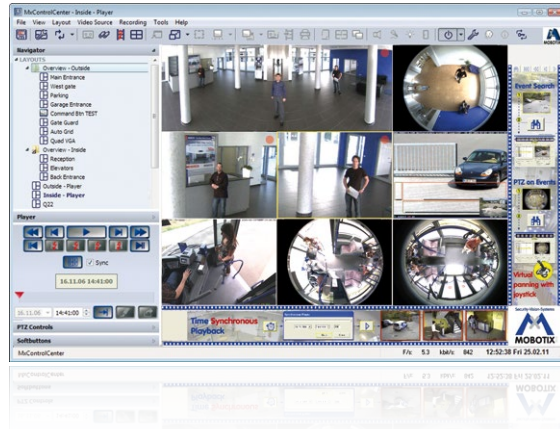 MxControlCenter - Inside - Player
File View Layout Video Source Recording Tools Help
Navigator
LAYOUTS
Overview - Outside
Main Entrance
West gate
Parking
Garage Entrance
Command Btn TEST
Gate Guard
Auto Grid
Quad VGA
Overview - Inside
Reception
Elevators
Back Entrance
Outside - Player
Inside - Player
Q22
Player
Sync
16.11.06 14:41:00
16.11.06 14:41:00
PTZ Controls
Softbuttons
MxControlCenter
Event Search
PTZ on Events
Virtual panning with joystick
Time Synchronous
Playback
Security-Vision-Systems
MOBOTIX
F/s 5.3 kbit/s 842 12:52:38 Fri 25.02.11